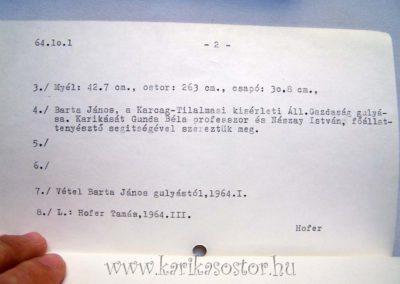 64.10.1 - 2 -
3./ Nyél: 42.7 cm., ostor: 263 cm., csapó: 30.8 cm.,
4./ Barta János, a Karcag-Tilalmasi kisérleti Áll.Gazdaság gulyá-
sa. Karikását Gunda Béla professzor és Nászay István, főállat-
tenyésztő segitségével szereztük meg.
5./
6./
7./ Vétel Barta János gulyástól,1964.I.
8./ L.: Hofer Tamás,1964.III.
Hofer
www.karikasostor.hu